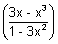 (3x - x³ / 1 - 3x²)